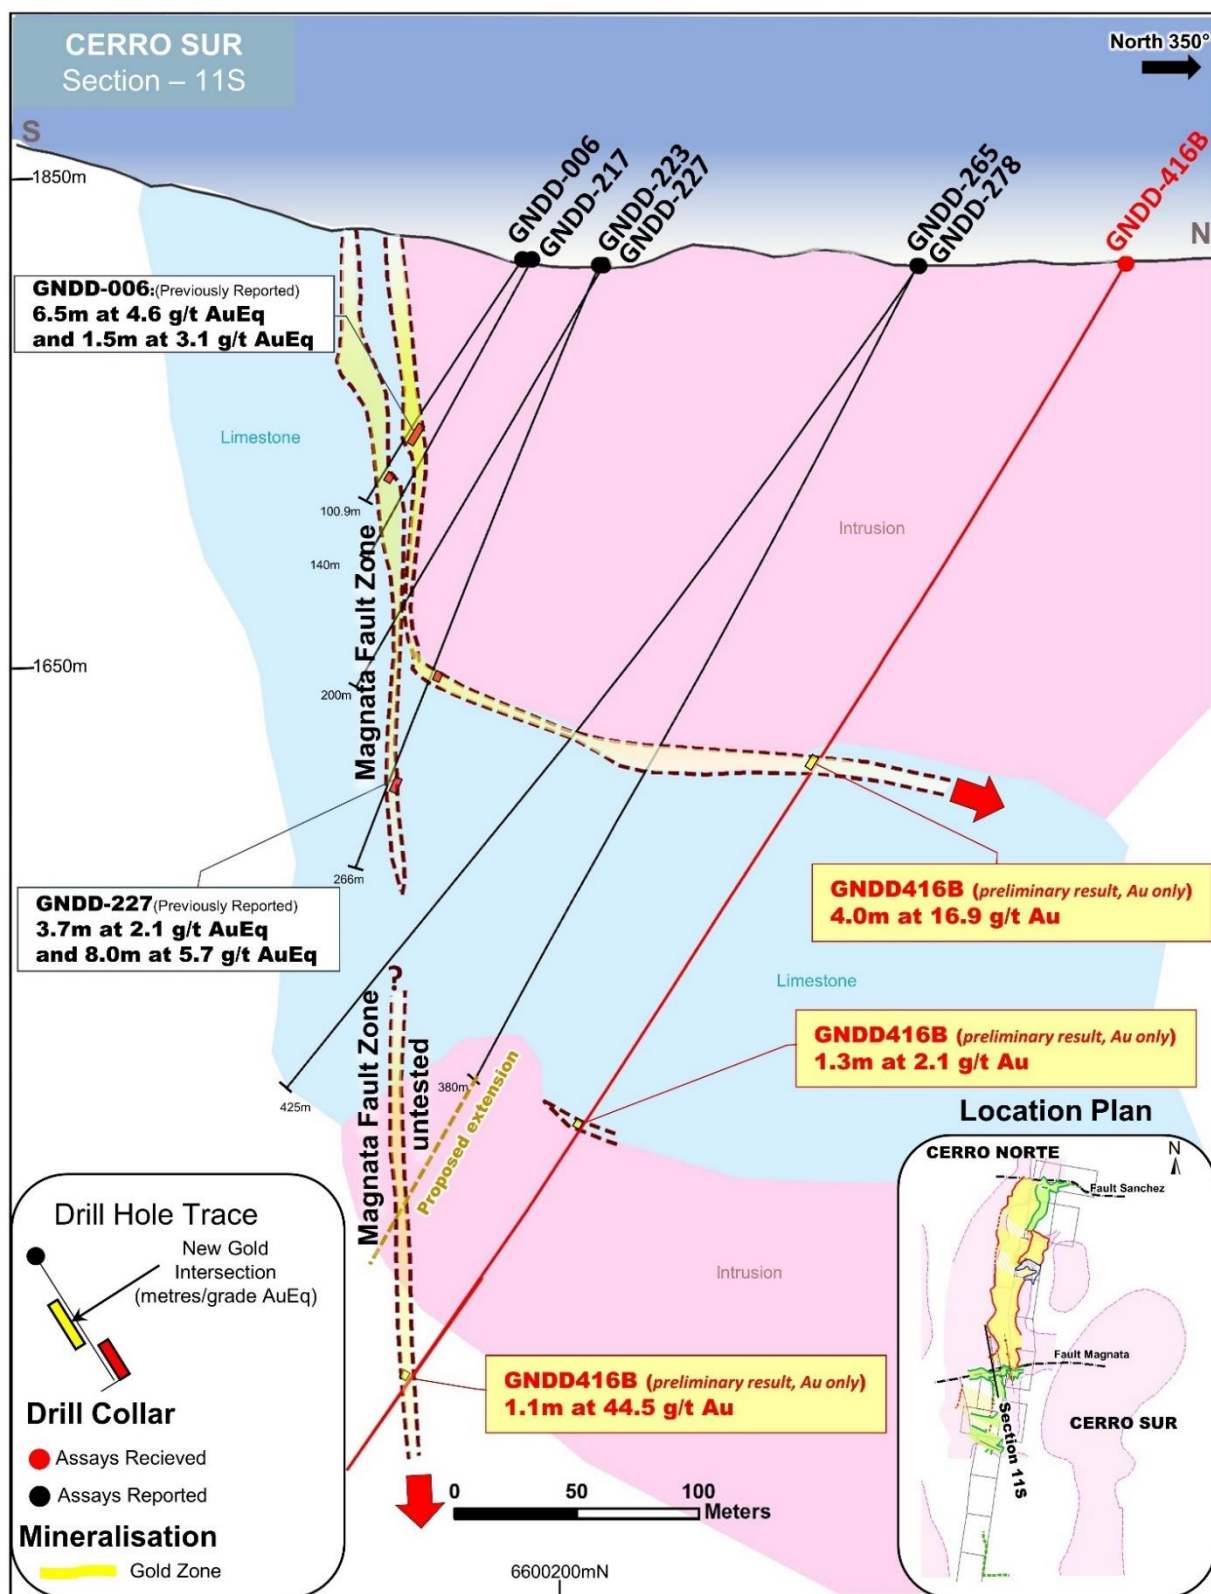 CERRO SUR
Section – 11S
North 350°
S
N
1850m
GNDD-006
GNDD-217
GNDD-223
GNDD-227
GNDD-265
GNDD-278
GNDD-416B
GNDD-006:(Previously Reported)
6.5m at 4.6 g/t AuEq
and 1.5m at 3.1 g/t AuEq
Limestone
Intrusion
100.9m
140m
Magnata Fault Zone
1650m
200m
266m
GNDD-227(Previously Reported)
3.7m at 2.1 g/t AuEq
and 8.0m at 5.7 g/t AuEq
GNDD416B (preliminary result, Au only)
4.0m at 16.9 g/t Au
Limestone
?
Magnata Fault Zone
untested
380m
425m
Proposed extension
GNDD416B (preliminary result, Au only)
1.3m at 2.1 g/t Au
Intrusion
GNDD416B (preliminary result, Au only)
1.1m at 44.5 g/t Au
Location Plan
CERRO NORTE
N
Fault Sanchez
Fault Magnata
CERRO SUR
Section 11S
Drill Hole Trace
New Gold
Intersection
(metres/grade AuEq)
Drill Collar
Assays Recieved
Assays Reported
Mineralisation
Gold Zone
0 50 100
Meters
6600200mN